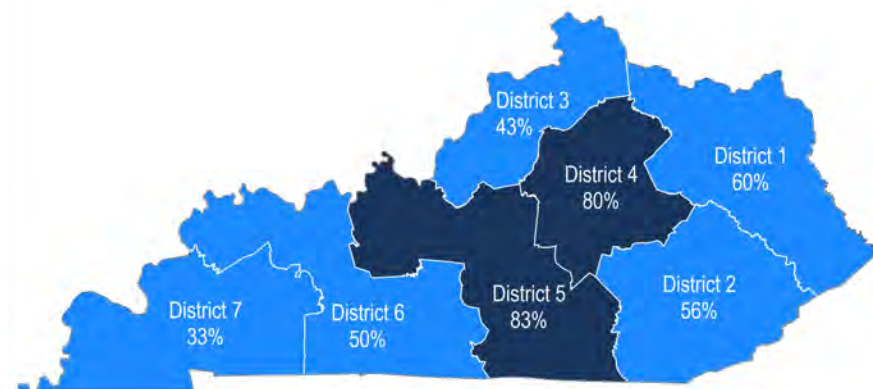 District 3
43%
District 1
60%
District 4
80%
District 2
56%
District 5
83%
District 7
33%
District 6
50%